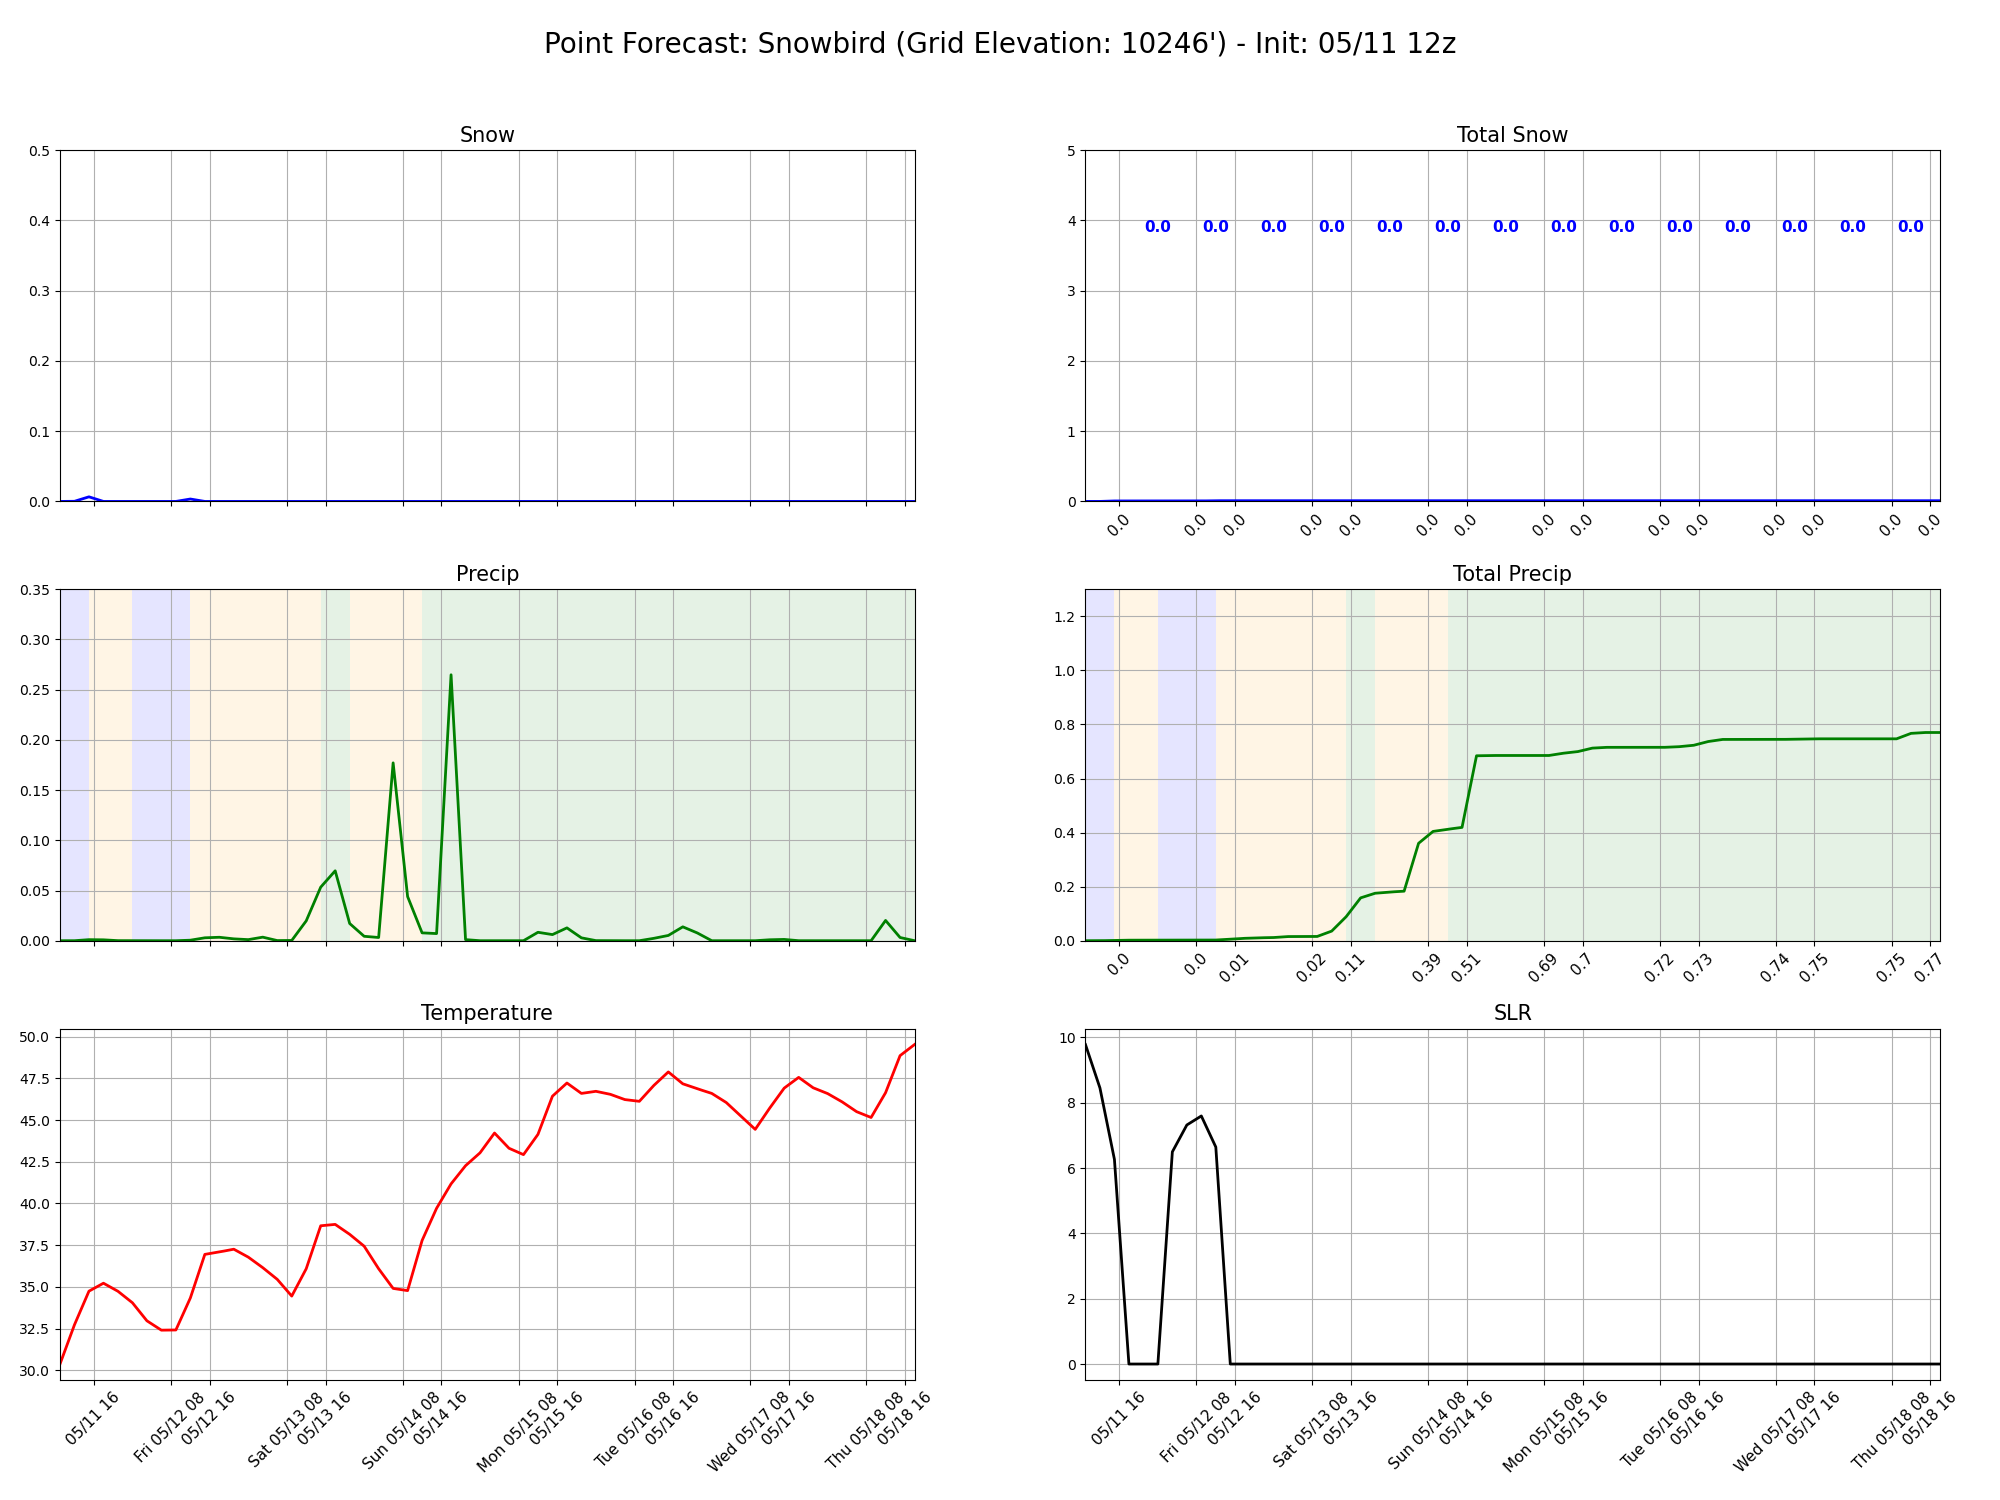 Point Forecast: Snowbird (Grid Elevation: 10246') - Init: 05/11 12z
Snow
0.5
0.4
0.3
0.2
0.1
0.0
Total Snow
5
4
3
2
1
0
0.0 0.0 0.0 0.0 0.0 0.0 0.0 0.0 0.0 0.0 0.0 0.0 0.0 0.0
0.0 0.0 0.0 0.0 0.0 0.0 0.0 0.0 0.0 0.0 0.0 0.0 0.0 0.0 0.0
Precip
0.35
0.30
0.25
0.20
0.15
0.10
0.05
0.00
Total Precip
1.2
1.0
0.8
0.6
0.4
0.2
0.0
0.0 0.0 0.01 0.02 0.11 0.39 0.51 0.69 0.7 0.72 0.73 0.74 0.75 0.75 0.77
Temperature
50.0
47.5
45.0
42.5
40.0
37.5
35.0
32.5
30.0
05/11 16
Fri 05/12 08
05/12 16
Sat 05/13 08
05/13 16
Sun 05/14 08
05/14 16
Mon 05/15 08
05/15 16
Tue 05/16 08
05/16 16
Wed 05/17 08
05/17 16
Thu 05/18 08
05/18 16
SLR
10
8
6
4
2
0
05/11 16
Fri 05/12 08
05/12 16
Sat 05/13 08
05/13 16
Sun 05/14 08
05/14 16
Mon 05/15 08
05/15 16
Tue 05/16 08
05/16 16
Wed 05/17 08
05/17 16
Thu 05/18 08
05/18 16